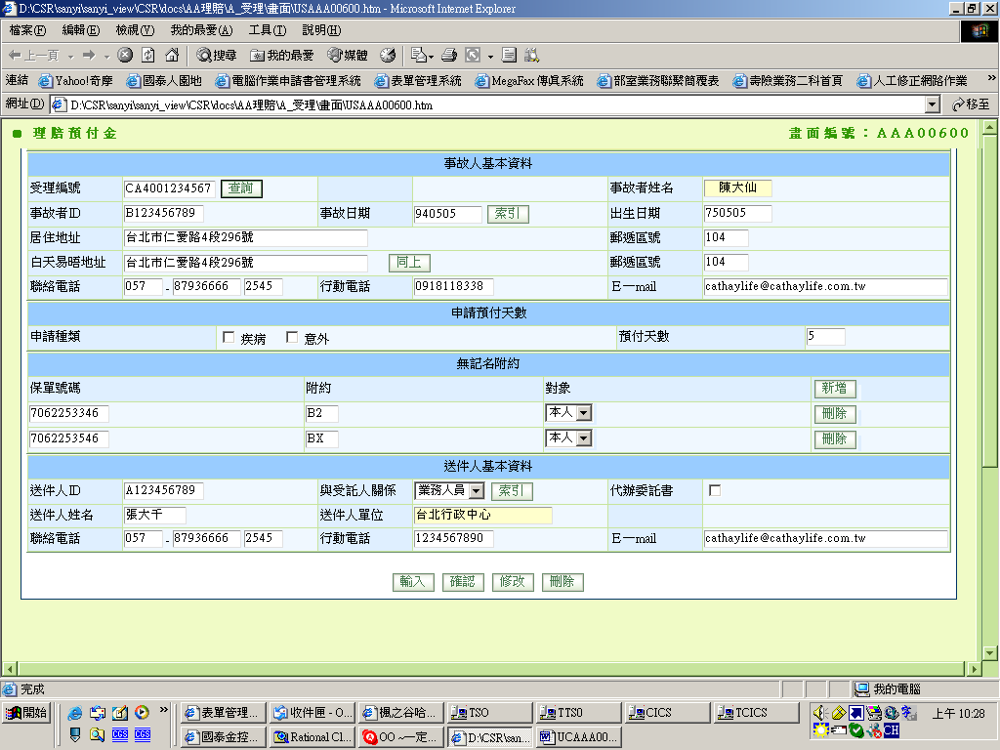 D:\CSR\sanyi\sanyi_view\CSR\docs\AA理賠\A_受理\畫面\USAAA00600.htm - Microsoft Internet Explorer
檔案(F) 編輯(E) 檢視(V) 我的最愛(A) 工具(T) 說明(H)
上一頁 搜尋 我的最愛 媒體
連結 Yahoo!奇摩 國泰人園地 電腦作業申請書管理系統 表單管理系統 MegaFax 傳真系統 部室業務聯繫簡覆表 壽險業務二科首頁 人工修正網路作業 »
網址(D) D:\CSR\sanyi\sanyi_view\CSR\docs\AA理賠\A_受理\畫面\USAAA00600.htm 移至
理賠預付金 畫面編號：AAA00600
事故人基本資料
受理編號 CA4001234567 查詢 事故者姓名 陳大仙
事故者ID B123456789 事故日期 940505 索引 出生日期 750505
居住地址 台北市仁愛路4段296號 郵遞區號 104
白天易晤地址 台北市仁愛路4段296號 同上 郵遞區號 104
聯絡電話 057 - 87936666 2545 行動電話 0918118338 E－mail cathaylife@cathaylife.com.tw
申請預付天數
申請種類 疾病 意外 預付天數 5
無記名附約
保單號碼 附約 對象 新增
7062253346 B2 本人 刪除
7062253546 BX 本人 刪除
送件人基本資料
送件人ID A123456789 與受託人關係 業務人員 索引 代辦委託書
送件人姓名 張大千 送件人單位 台北行政中心
聯絡電話 057 - 87936666 2545 行動電話 1234567890 E－mail cathaylife@cathaylife.com.tw
輸入 確認 修改 刪除
完成 我的電腦
開始 » 表單管理... 收件匣 - O... 楓之谷哈... TSO TTSO CICS TCICS 上午 10:28
CGS CGS 國泰金控... Rational Cl... OO -一定... D:\CSR\san... UCAAA00... CH